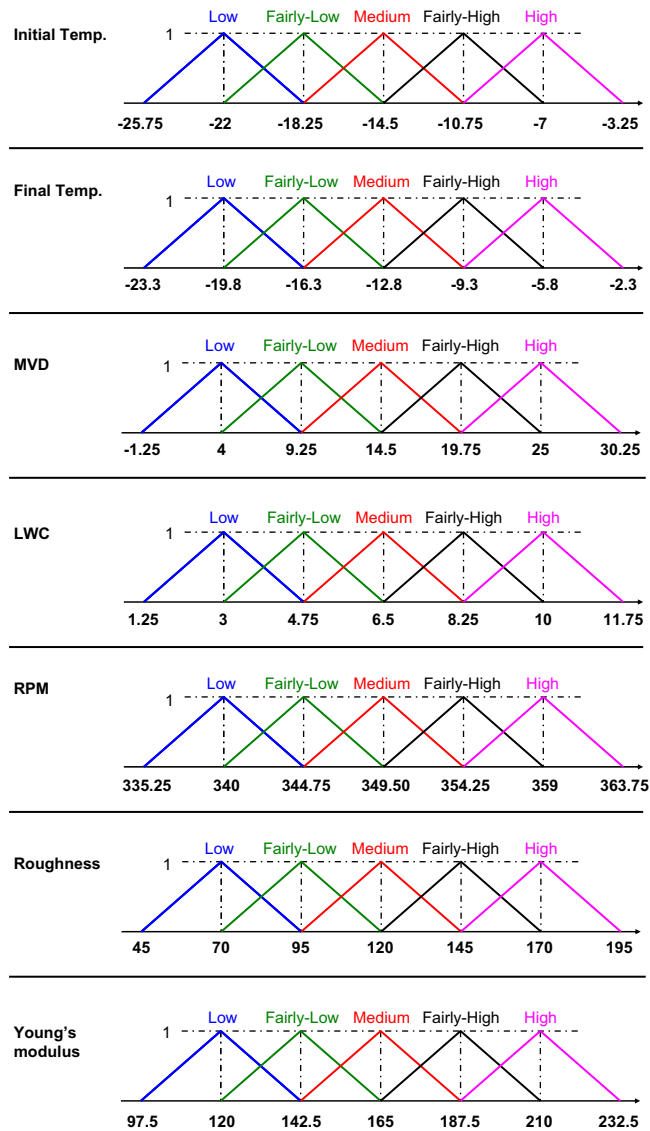 Low Fairly-Low Medium Fairly-High High
Initial Temp.
1
-25.75 -22 -18.25 -14.5 -10.75 -7 -3.25
Low Fairly-Low Medium Fairly-High High
Final Temp.
1
-23.3 -19.8 -16.3 -12.8 -9.3 -5.8 -2.3
Low Fairly-Low Medium Fairly-High High
MVD
1
-1.25 4 9.25 14.5 19.75 25 30.25
Low Fairly-Low Medium Fairly-High High
LWC
1
1.25 3 4.75 6.5 8.25 10 11.75
Low Fairly-Low Medium Fairly-High High
RPM
1
335.25 340 344.75 349.50 354.25 359 363.75
Low Fairly-Low Medium Fairly-High High
Roughness
1
45 70 95 120 145 170 195
Low Fairly-Low Medium Fairly-High High
Young's
modulus
1
97.5 120 142.5 165 187.5 210 232.5